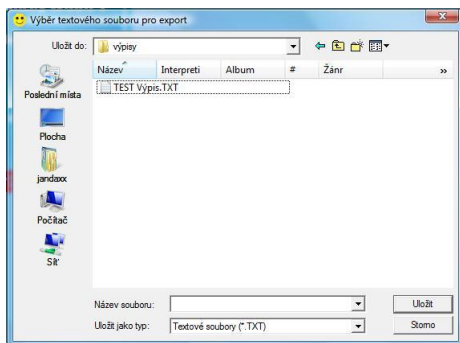 Výběr textového souboru pro export
Uložit do: výpisy
Název Interpreti Album # Žánr »
TEST Výpis.TXT
Poslední místa
Plocha
jandaxx
Počítač
Síť
Název souboru: Uložit
Uložit jako typ: Textové soubory (*.TXT) Storno